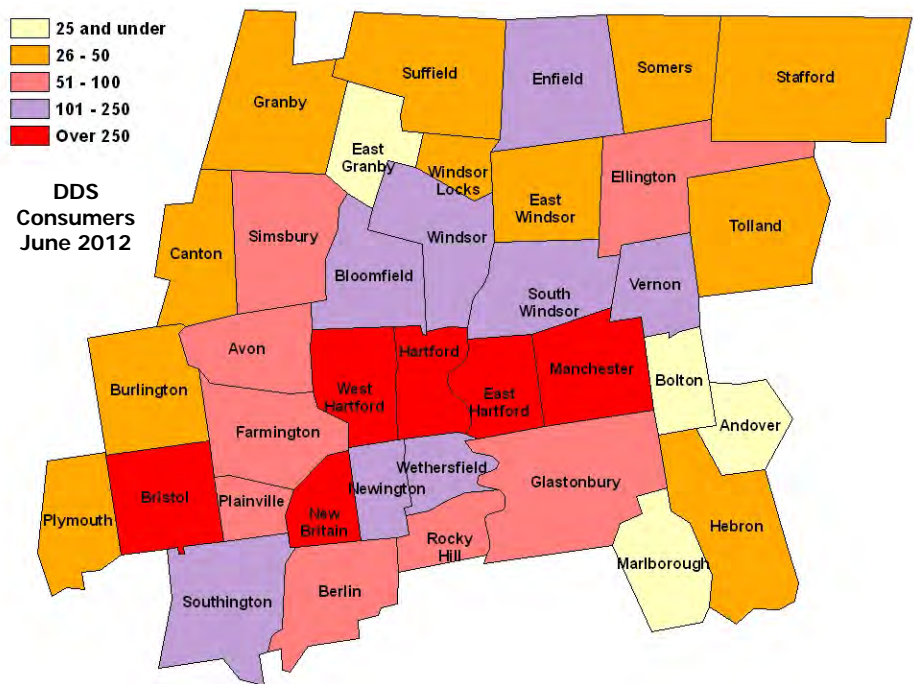 25 and under
26 - 50
51 - 100
101 - 250
Over 250
DDS
Consumers
June 2012
Granby
Suffield
Enfield
Somers
Stafford
East
Granby
Windsor
Locks
East
Windsor
Ellington
Tolland
Canton
Simsbury
Bloomfield
Windsor
South
Windsor
Vernon
Burlington
Avon
West
Hartford
Hartford
East
Hartford
Manchester
Bolton
Andover
Farmington
Plymouth
Bristol
Plainville
New
Britain
Newington
Wethersfield
Glastonbury
Hebron
Rocky
Hill
Marlborough
Southington
Berlin